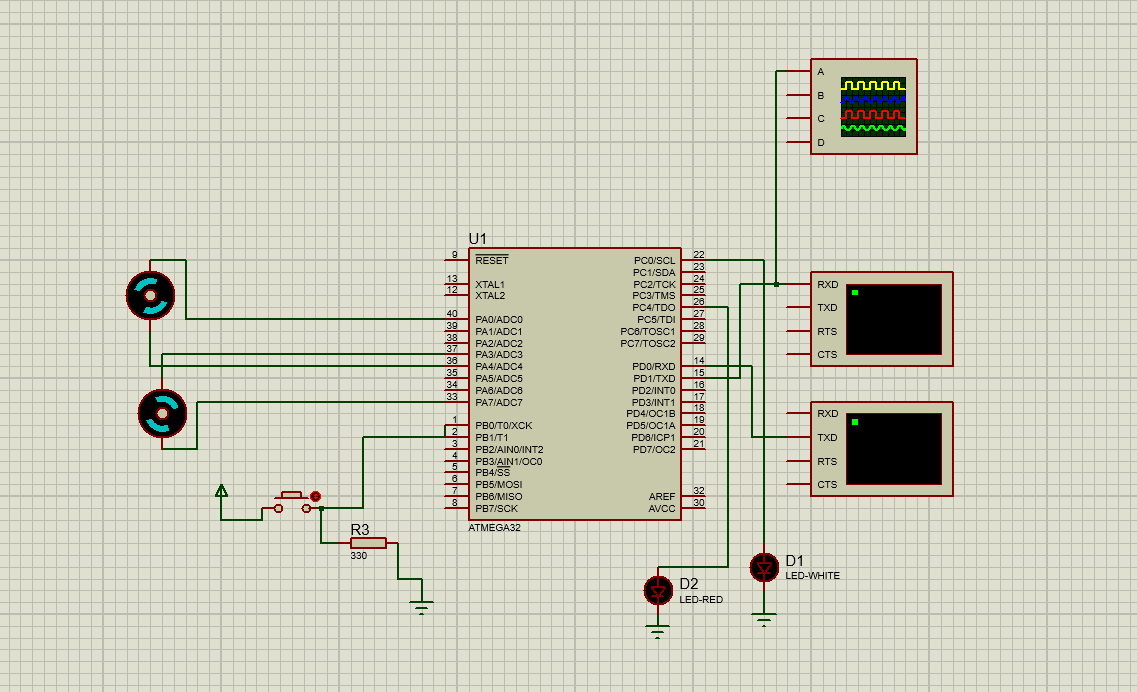 A
B
C
D
U1
9 RESET
13 XTAL1
12 XTAL2
40 PA0/ADC0
39 PA1/ADC1
38 PA2/ADC2
37 PA3/ADC3
36 PA4/ADC4
35 PA5/ADC5
34 PA6/ADC6
33 PA7/ADC7
1 PB0/T0/XCK
2 PB1/T1
3 PB2/AIN0/INT2
4 PB3/AIN1/OC0
5 PB4/SS
6 PB5/MOSI
7 PB6/MISO
8 PB7/SCK
PC0/SCL 22
PC1/SDA 23
PC2/TCK 24
PC3/TMS 25
PC4/TDO 26
PC5/TDI 27
PC6/TOSC1 28
PC7/TOSC2 29
PD0/RXD 14
PD1/TXD 15
PD2/INT0 16
PD3/INT1 17
PD4/OC1B 18
PD5/OC1A 19
PD6/ICP1 20
PD7/OC2 21
AREF 32
AVCC 30
ATMEGA32
RXD
TXD
RTS
CTS
RXD
TXD
RTS
CTS
R3
330
D2
LED-RED
D1
LED-WHITE